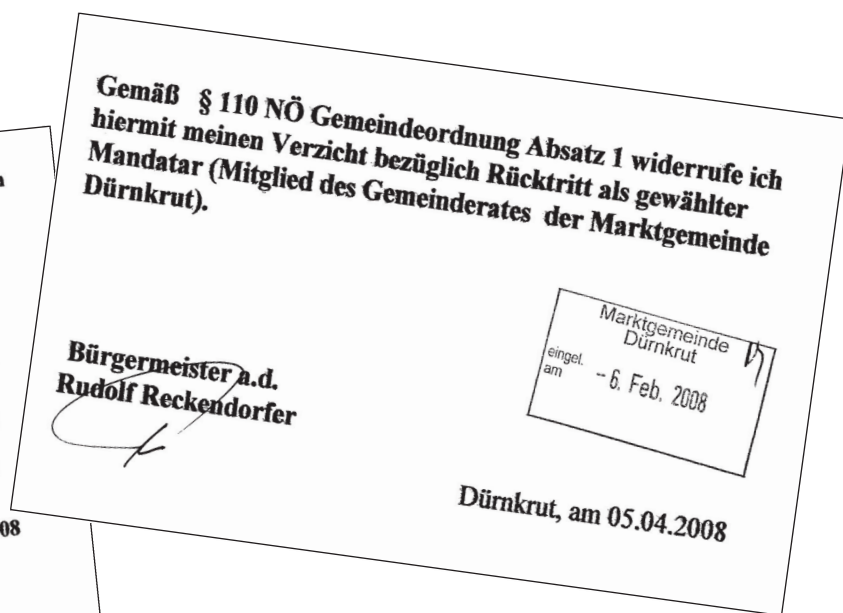 Gemäß § 110 NÖ Gemeindeordnung Absatz 1 widerrufe ich
hiermit meinen Verzicht bezüglich Rücktritt als gewählter
Mandatar (Mitglied des Gemeinderates der Marktgemeinde
Dürnkrut).
Marktgemeinde
Dürnkrut
eingel.
am - 6. Feb. 2008
Bürgermeister a.d.
Rudolf Reckendorfer
Dürnkrut, am 05.04.2008
08